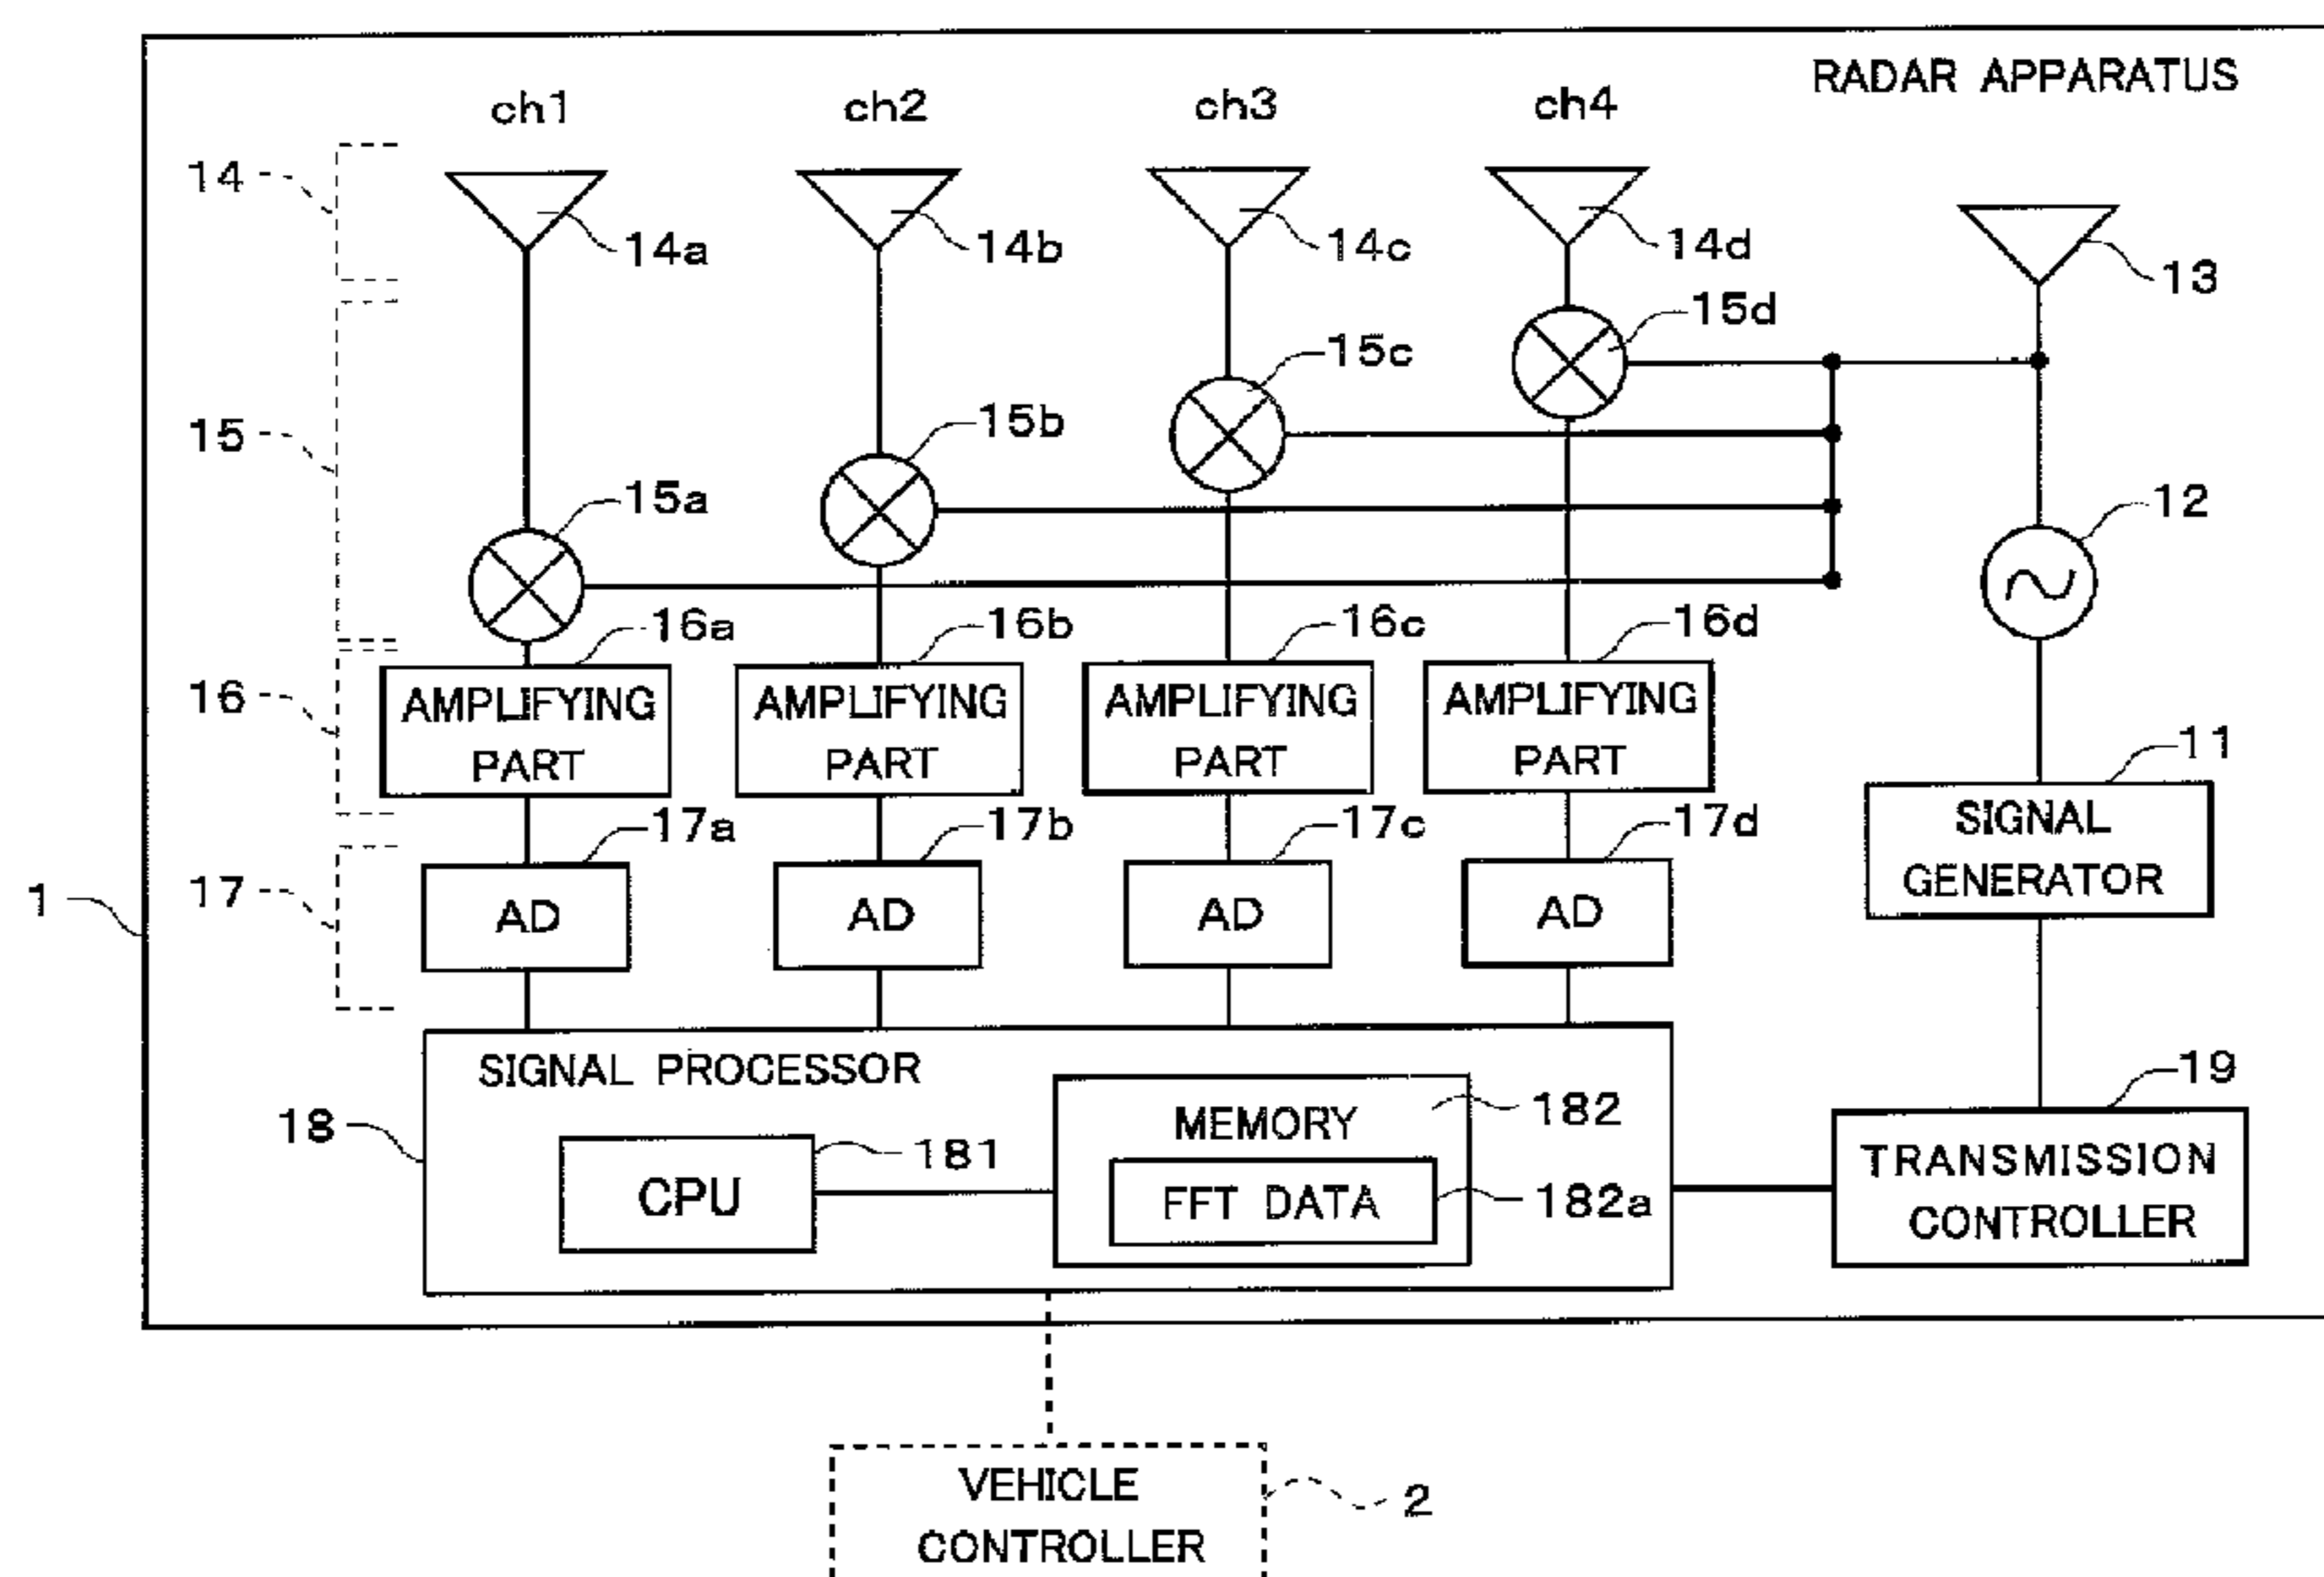 RADAR APPARATUS
ch1 ch2 ch3 ch4
14
14a 14b 14c 14d 13
15d
15c
15
15b
15a 12
16a 16b 16c 16d
16
AMPLIFYING PART
AMPLIFYING PART
AMPLIFYING PART
AMPLIFYING PART
11
SIGNAL
GENERATOR
17a 17b 17c 17d
1
17
AD AD AD AD
SIGNAL PROCESSOR
19
18
MEMORY
182
181
CPU
FFT DATA
182a
TRANSMISSION
CONTROLLER
VEHICLE
CONTROLLER
2